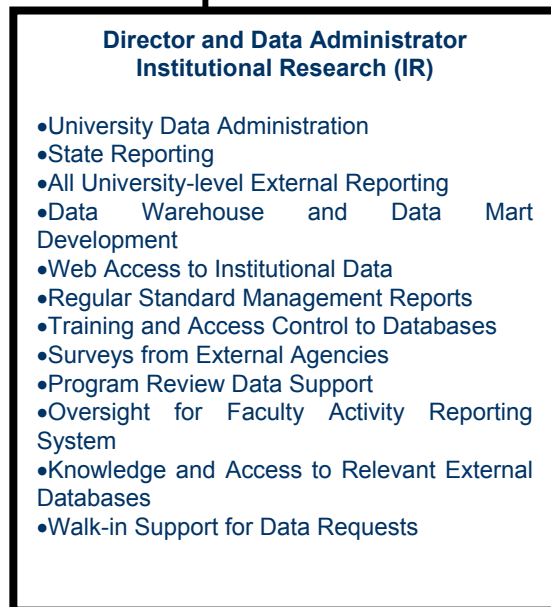 Director and Data Administrator
Institutional Research (IR)
•University Data Administration
•State Reporting
•All University-level External Reporting
•Data Warehouse and Data Mart
Development
•Web Access to Institutional Data
•Regular Standard Management Reports
•Training and Access Control to Databases
•Surveys from External Agencies
•Program Review Data Support
•Oversight for Faculty Activity Reporting
System
•Knowledge and Access to Relevant External
Databases
•Walk-in Support for Data Requests